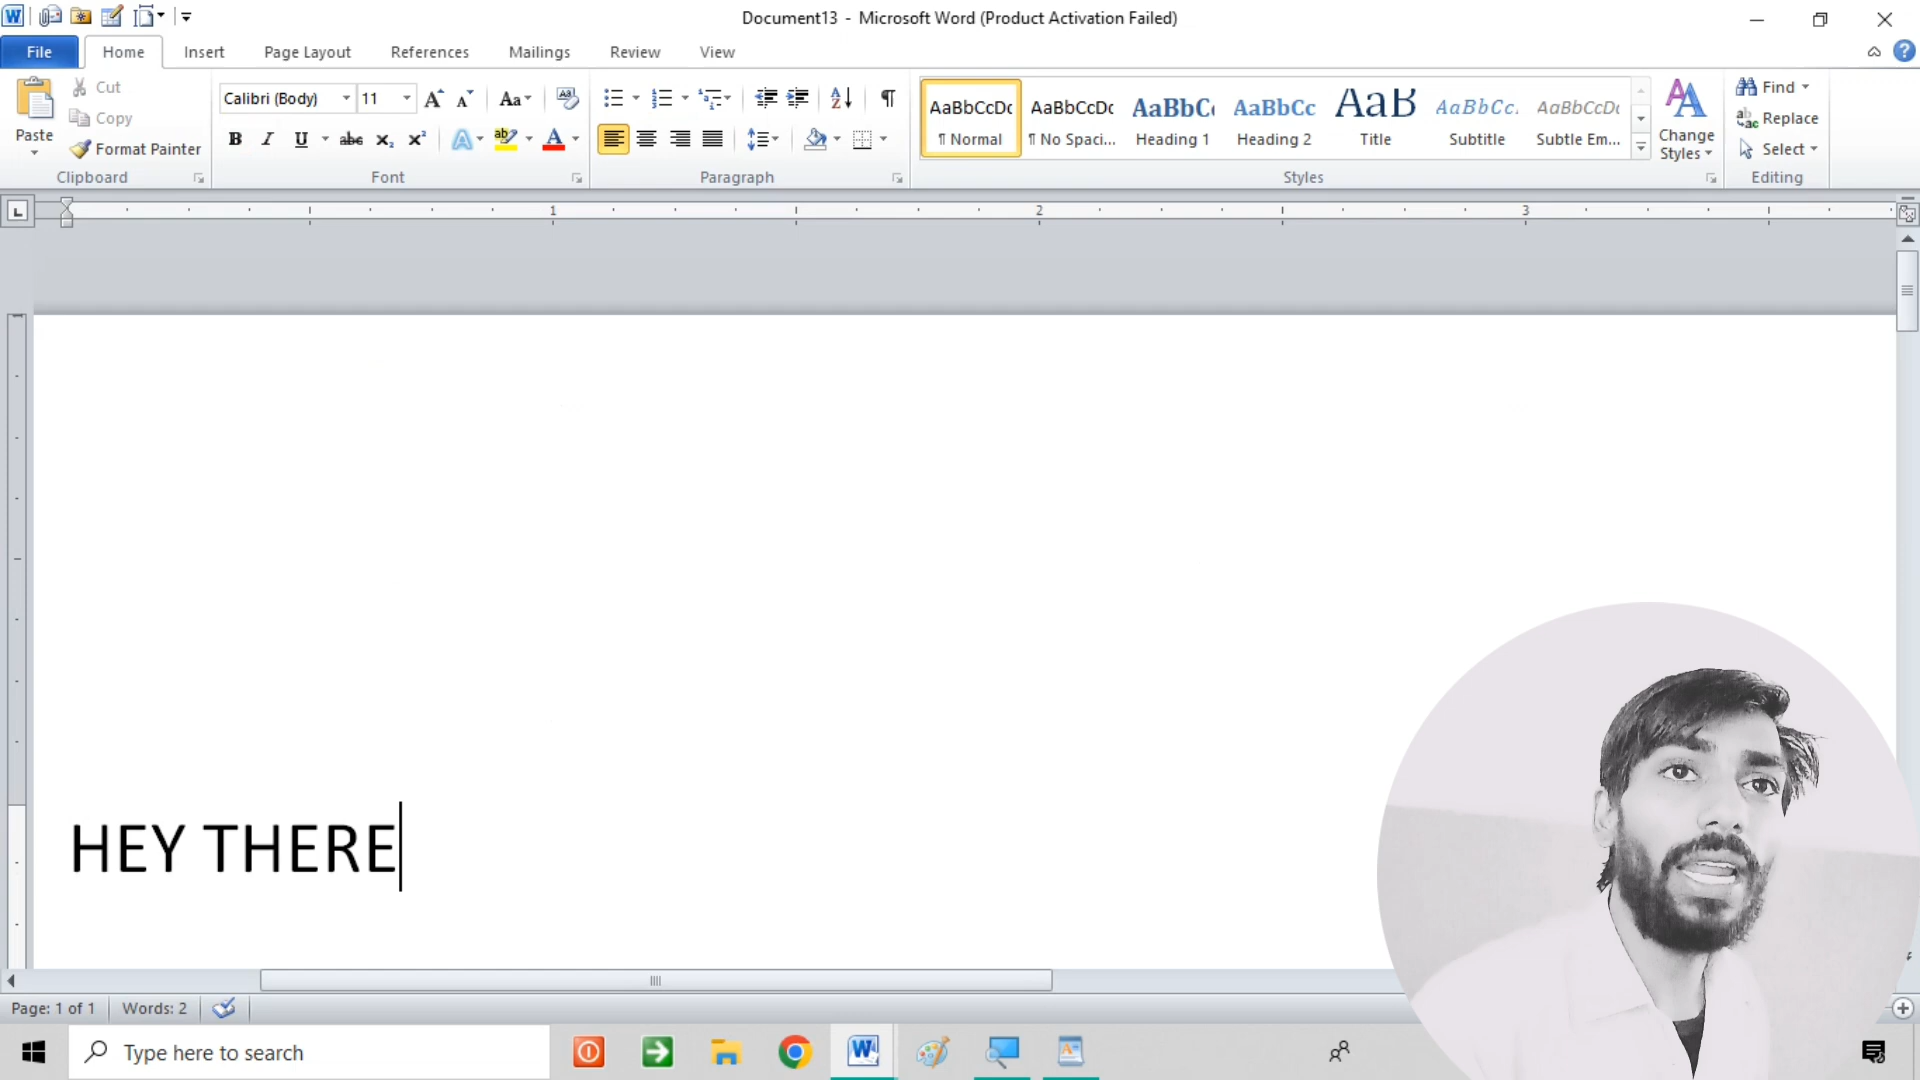 Document13 - Microsoft Word (Product Activation Failed)
File Home Insert Page Layout References Mailings Review View
Paste
Cut
Copy
Format Painter
Clipboard
Calibri (Body) 11
Font
Paragraph
AaBbCcDc AaBbCcDc AaBbC AaBbCc AaB AaBbCc. AaBbCcDc
¶ Normal ¶ No Spaci... Heading 1 Heading 2 Title Subtitle Subtle Em...
Change
Styles
Styles
Find
Replace
Select
Editing
1 2 3
HEY THERE
Page: 1 of 1 Words: 2
Type here to search